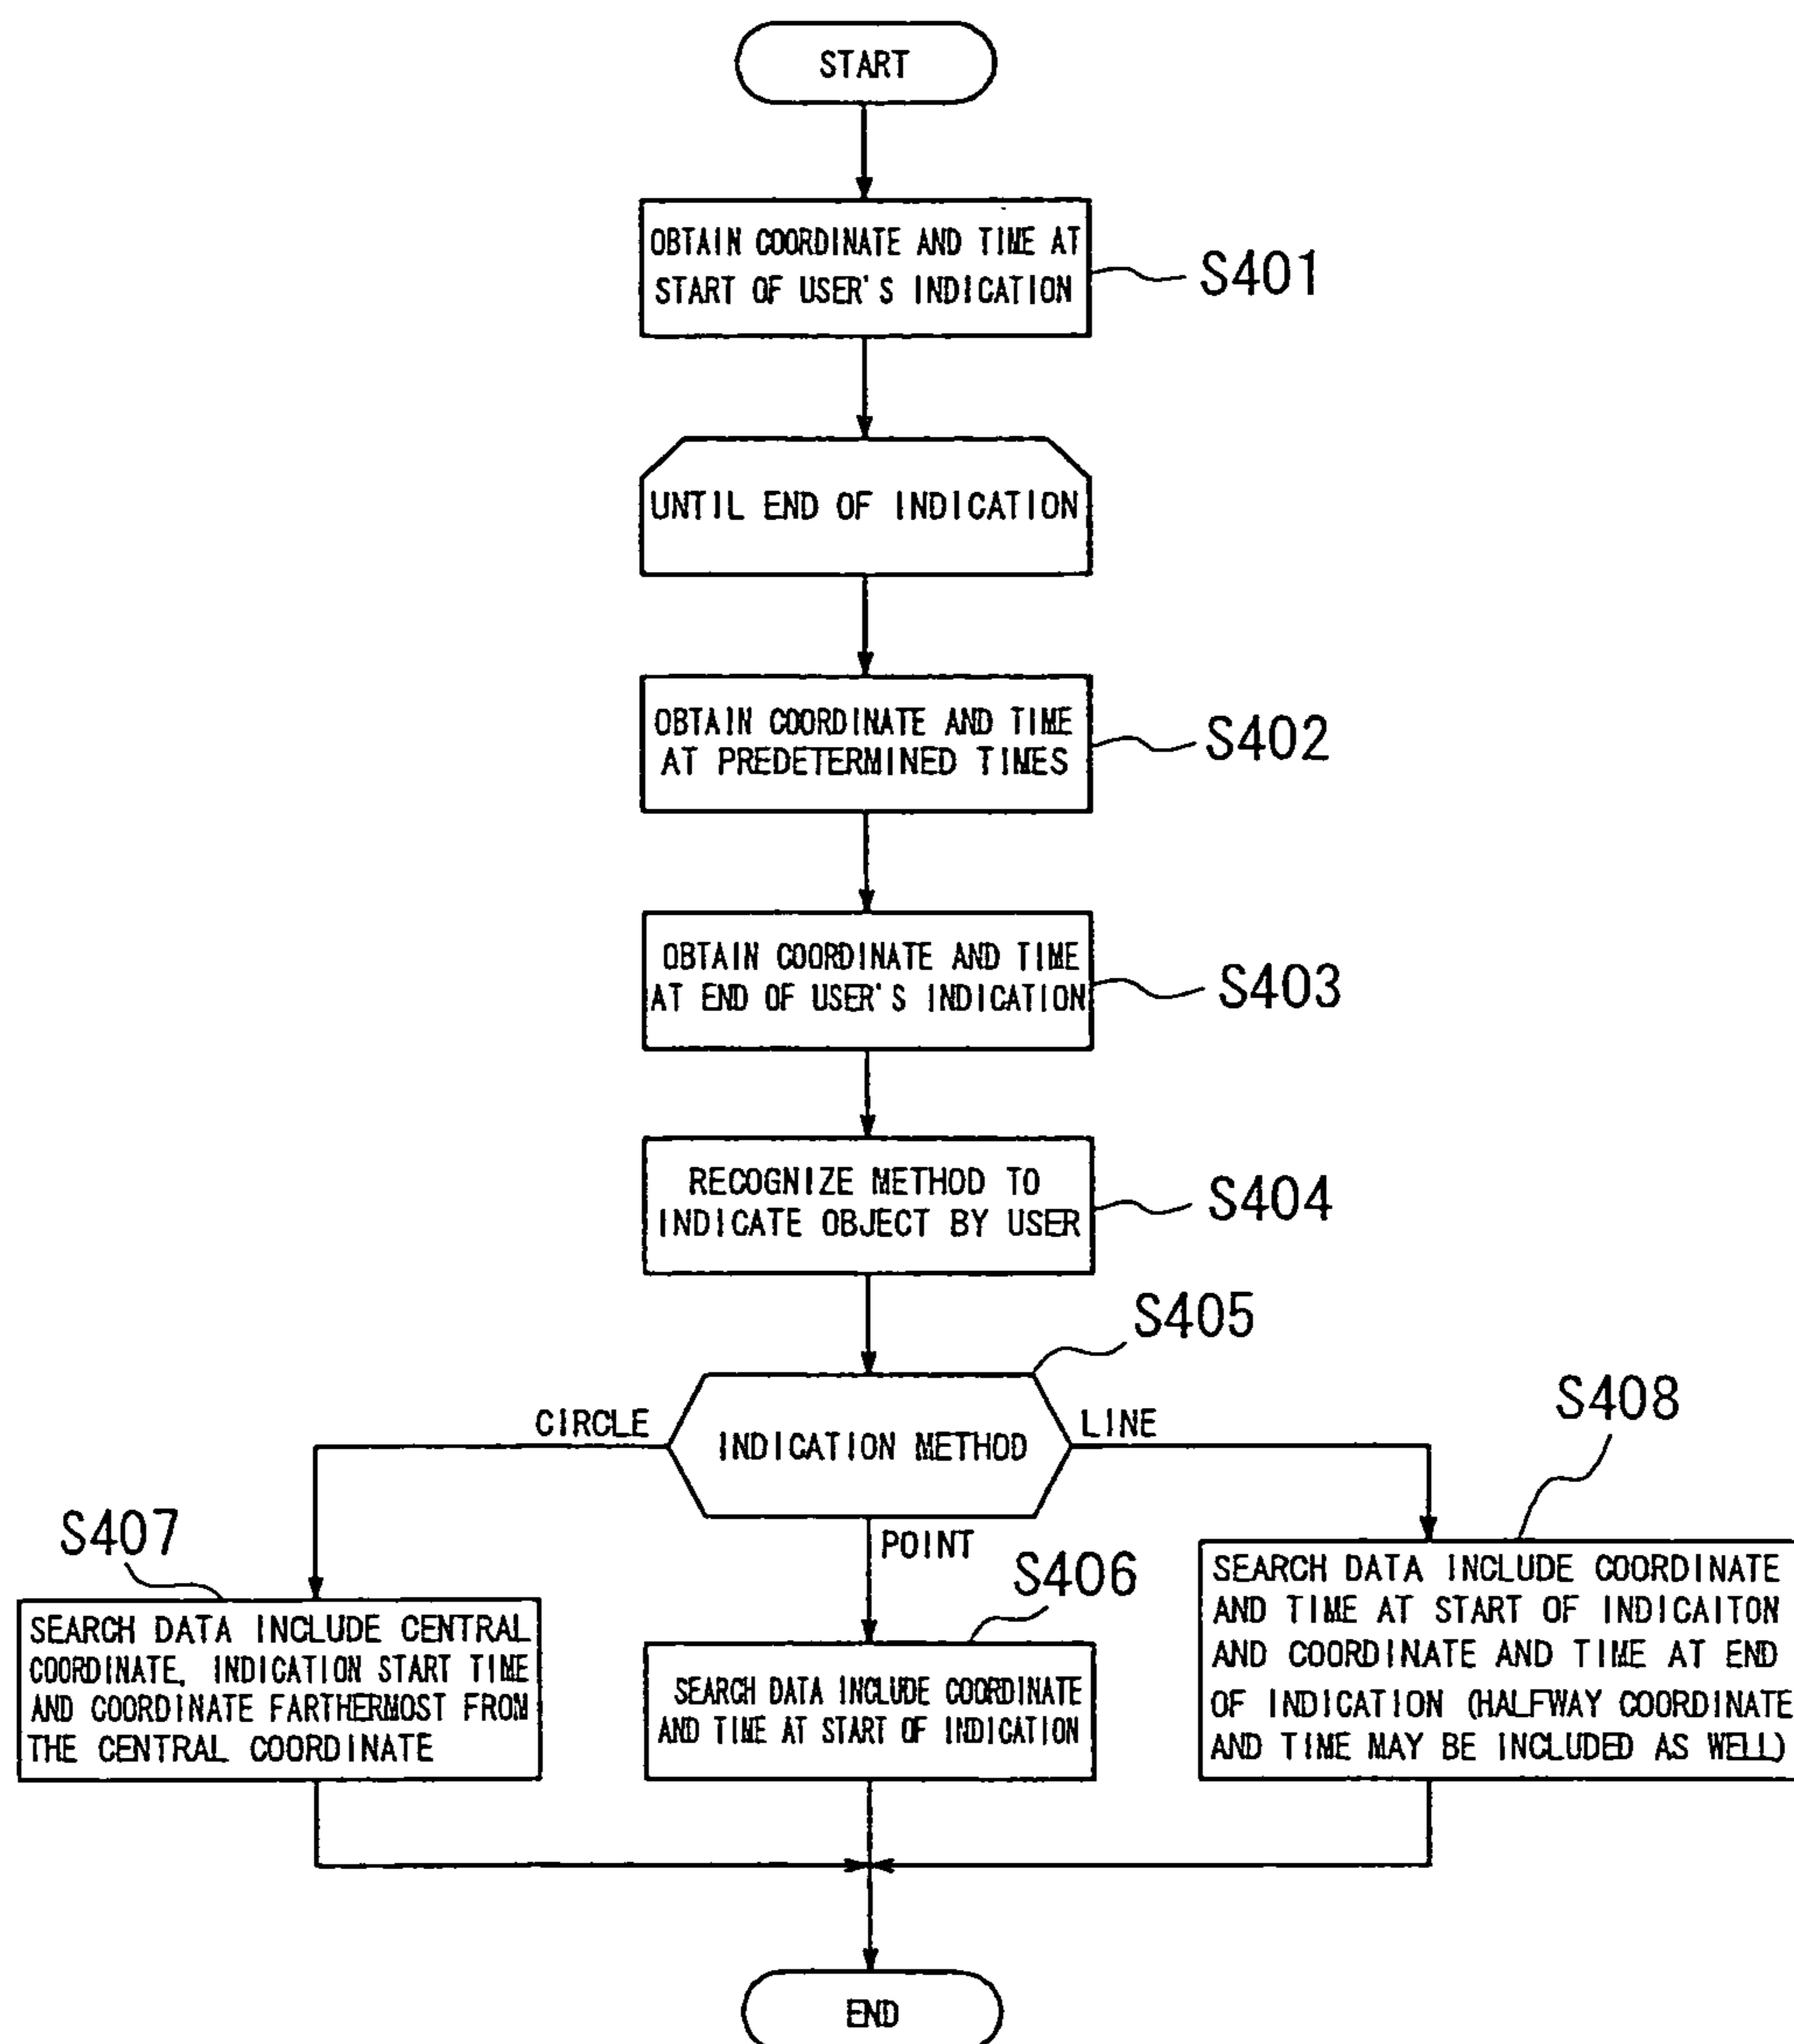 START
OBTAIN COORDINATE AND TIME AT
START OF USER'S INDICATION
S401
UNTIL END OF INDICATION
OBTAIN COORDINATE AND TIME
AT PREDETERMINED TIMES
S402
OBTAIN COORDINATE AND TIME
AT END OF USER'S INDICATION
S403
RECOGNIZE METHOD TO
INDICATE OBJECT BY USER
S404
S405
INDICATION METHOD
CIRCLE
LINE
POINT
S407
SEARCH DATA INCLUDE CENTRAL
COORDINATE, INDICATION START TIME
AND COORDINATE FARTHERMOST FROM
THE CENTRAL COORDINATE
S406
SEARCH DATA INCLUDE COORDINATE
AND TIME AT START OF INDICATION
S408
SEARCH DATA INCLUDE COORDINATE
AND TIME AT START OF INDICAITON
AND COORDINATE AND TIME AT END
OF INDICATION (HALFWAY COORDINATE
AND TIME MAY BE INCLUDED AS WELL)
END